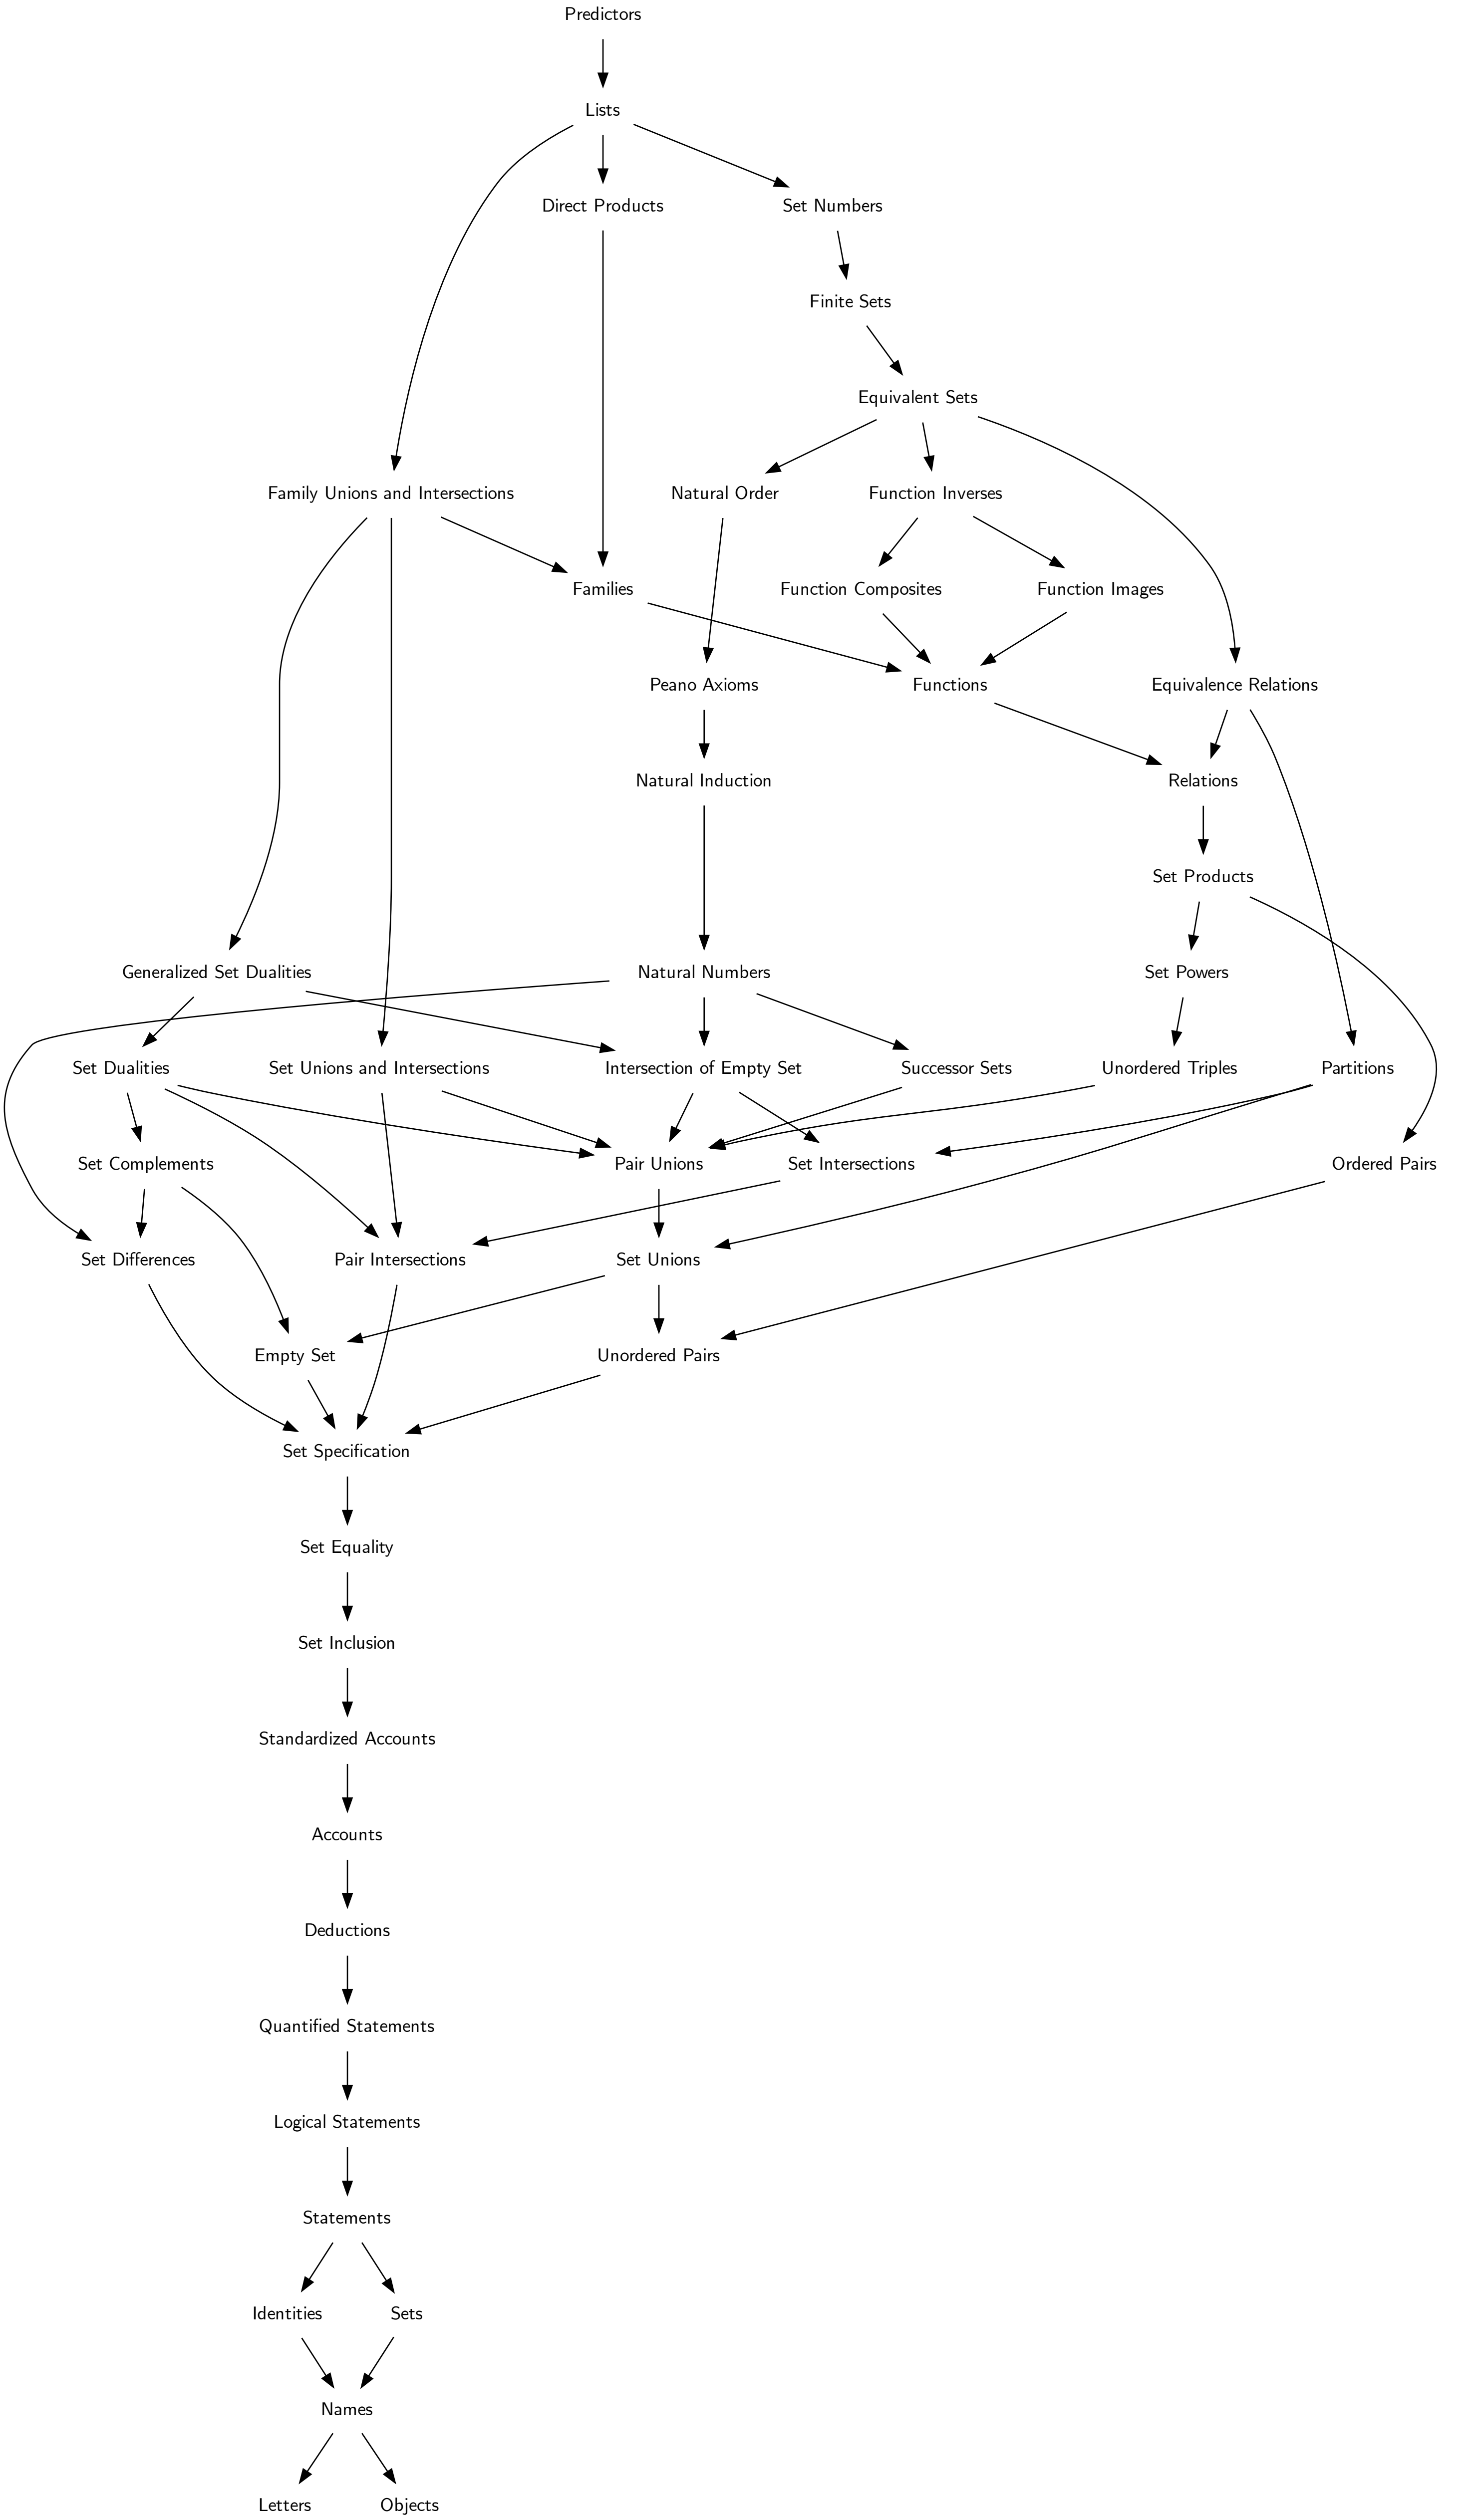 Predictors
Lists
Direct Products
Set Numbers
Finite Sets
Equivalent Sets
Family Unions and Intersections
Natural Order
Function Inverses
Families
Function Composites
Function Images
Peano Axioms
Functions
Equivalence Relations
Natural Induction
Relations
Set Products
Generalized Set Dualities
Natural Numbers
Set Powers
Set Dualities
Set Unions and Intersections
Intersection of Empty Set
Successor Sets
Unordered Triples
Partitions
Set Complements
Pair Unions
Set Intersections
Ordered Pairs
Set Differences
Pair Intersections
Set Unions
Empty Set
Unordered Pairs
Set Specification
Set Equality
Set Inclusion
Standardized Accounts
Accounts
Deductions
Quantified Statements
Logical Statements
Statements
Identities
Sets
Names
Letters
Objects